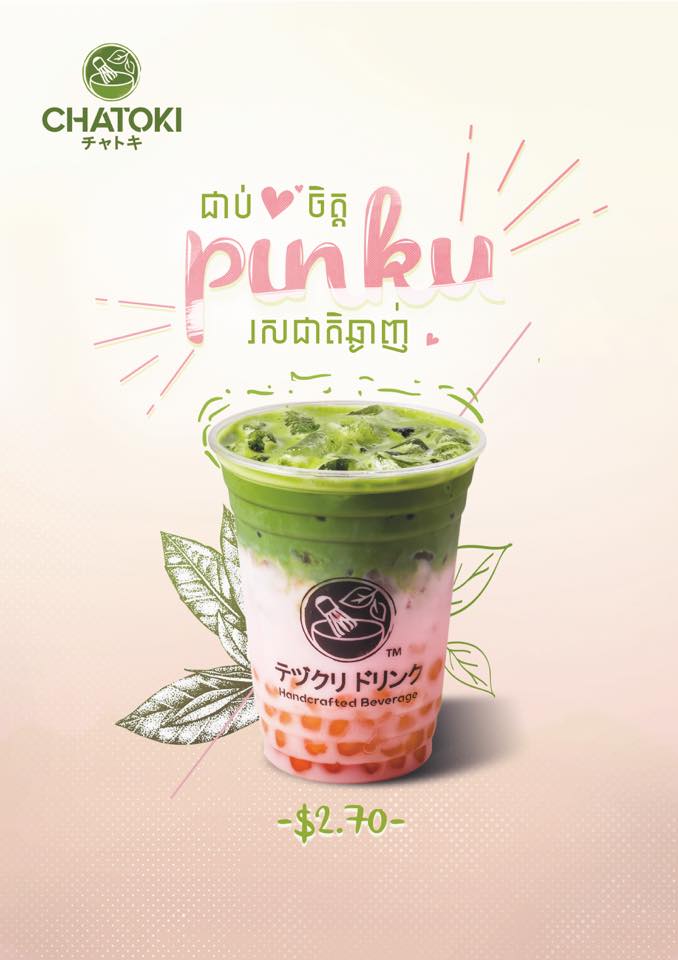 CHATOKI
チャトキ
ជាប់ ចិត្ត
pinku
រសជាតិឆ្ងាញ់
TM
テヅクリ ドリンク
Handcrafted Beverage
-$2.70-